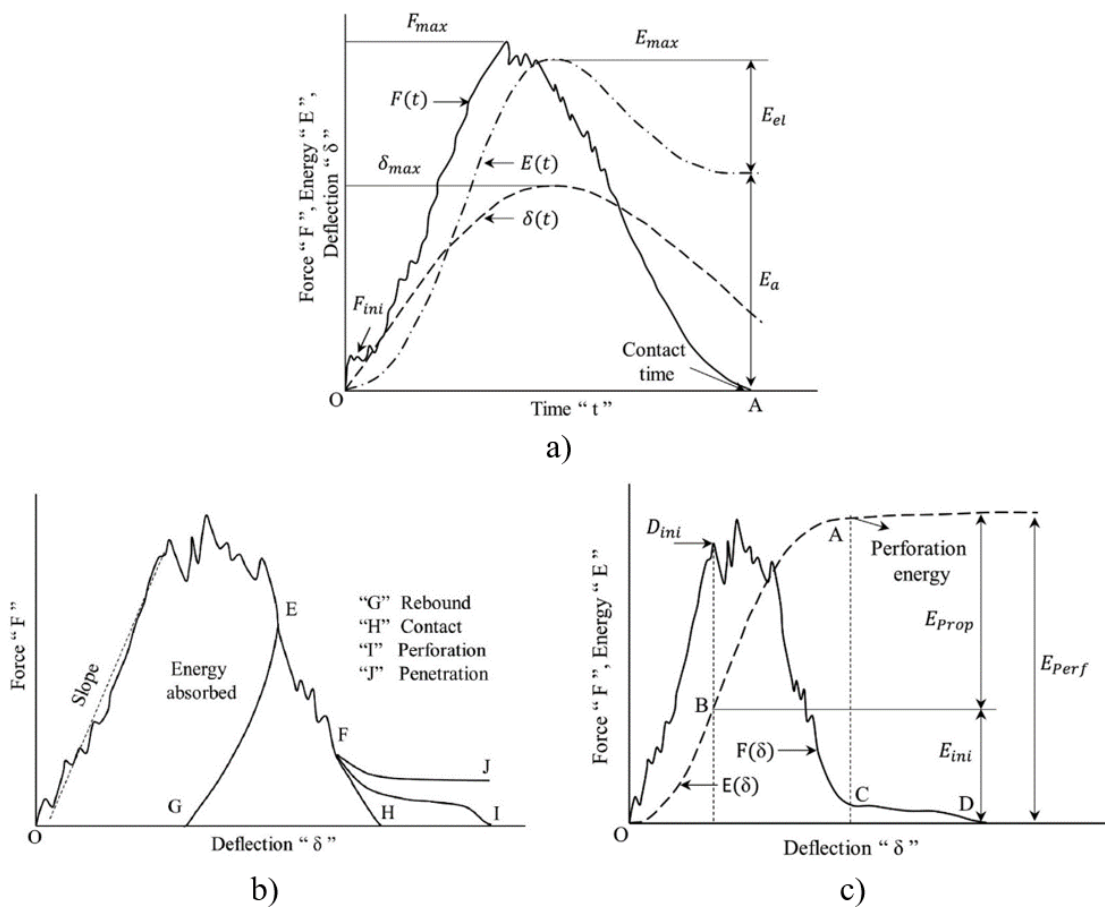 F_max
E_max
F(t)
E_el
δ_max
E(t)
δ(t)
F_ini
E_a
Contact
time
Force “ F ”, Energy “ E ”,
Deflection “ δ ”
O
Time “ t ”
A
a)
Force “ F ”
Slope
Energy
absorbed
E
“G” Rebound
“H” Contact
“I” Perforation
“J” Penetration
F
J
G
H
I
O
Deflection “ δ ”
b)
Force “ F ”, Energy “ E ”
D_ini
A
Perforation
energy
E_Prop
E_Perf
B
E_ini
F(δ)
E(δ)
C
D
O
Deflection “ δ ”
c)